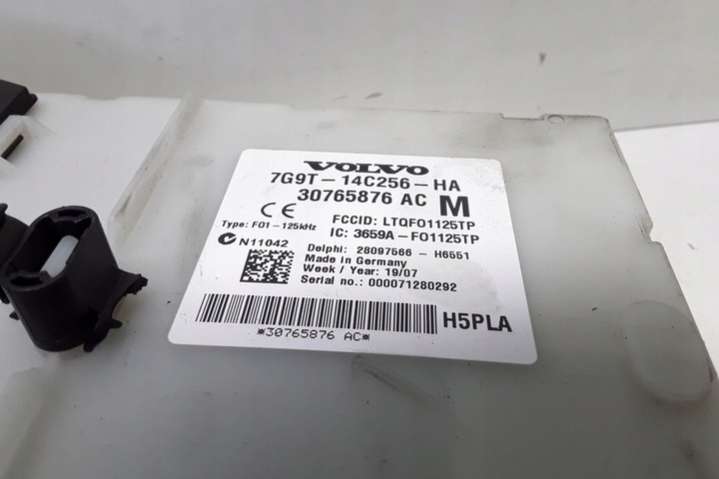 VOLVO
7G9T-14C256-HA
30765876 AC M
CE FCCID: LTQFO1125TP
Type: FO1-125kHz IC: 3659A-FO1125TP
N11042 Delphi: 28097566 - H6551
Made in Germany
Week / Year: 19/07
Serial no.: 000071280292
H5PLA
*30765876 AC*